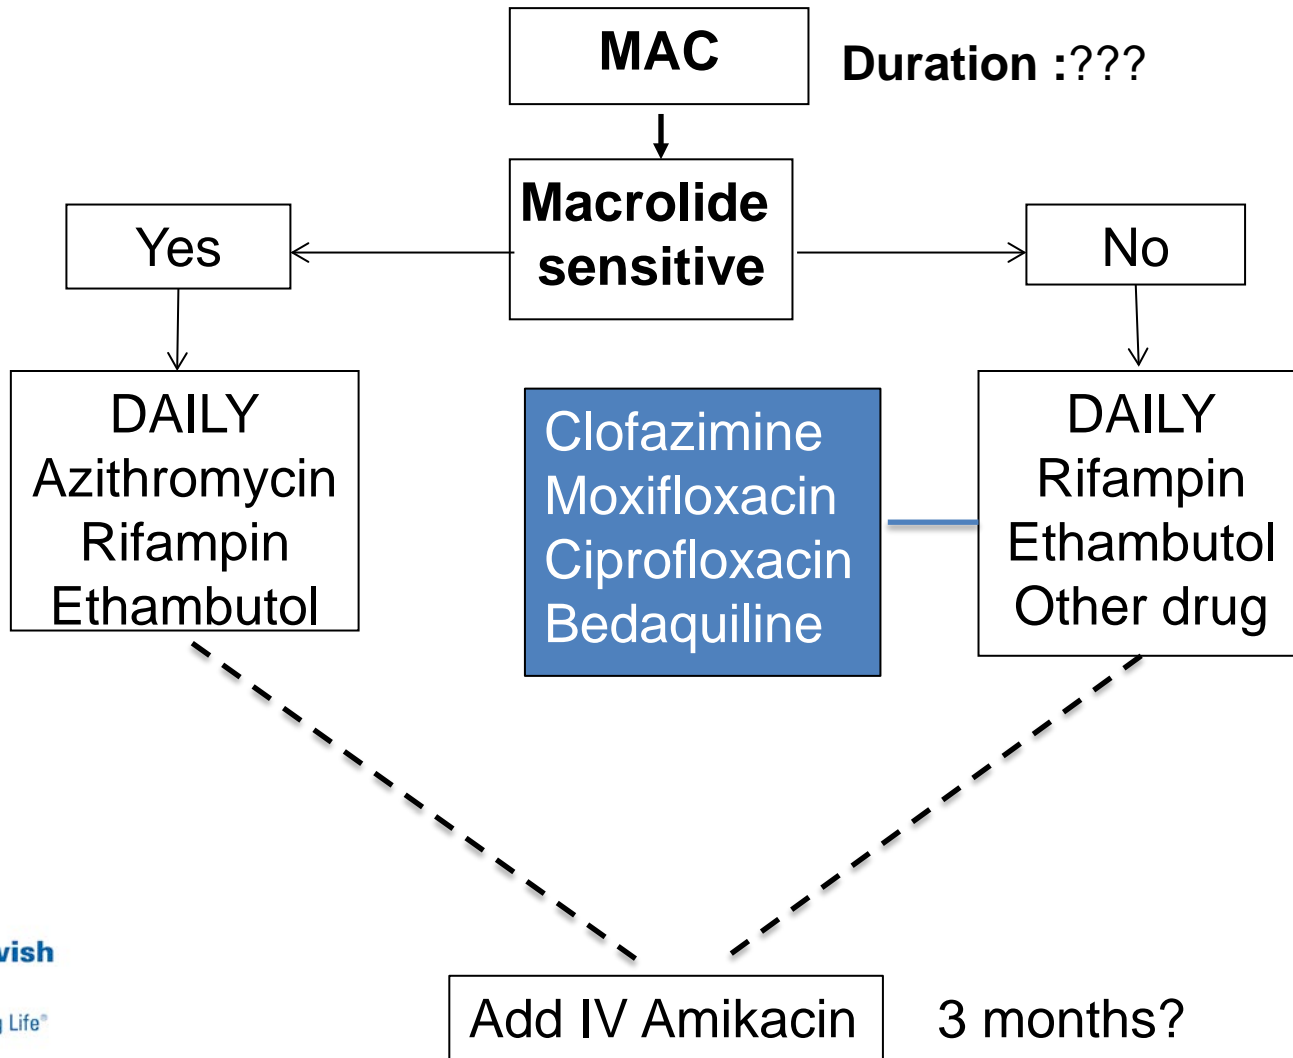 MAC
Duration :???
Macrolide
sensitive
Yes
No
DAILY
Azithromycin
Rifampin
Ethambutol
Clofazimine
Moxifloxacin
Ciprofloxacin
Bedaquiline
DAILY
Rifampin
Ethambutol
Other drug
Add IV Amikacin
3 months?
Life®